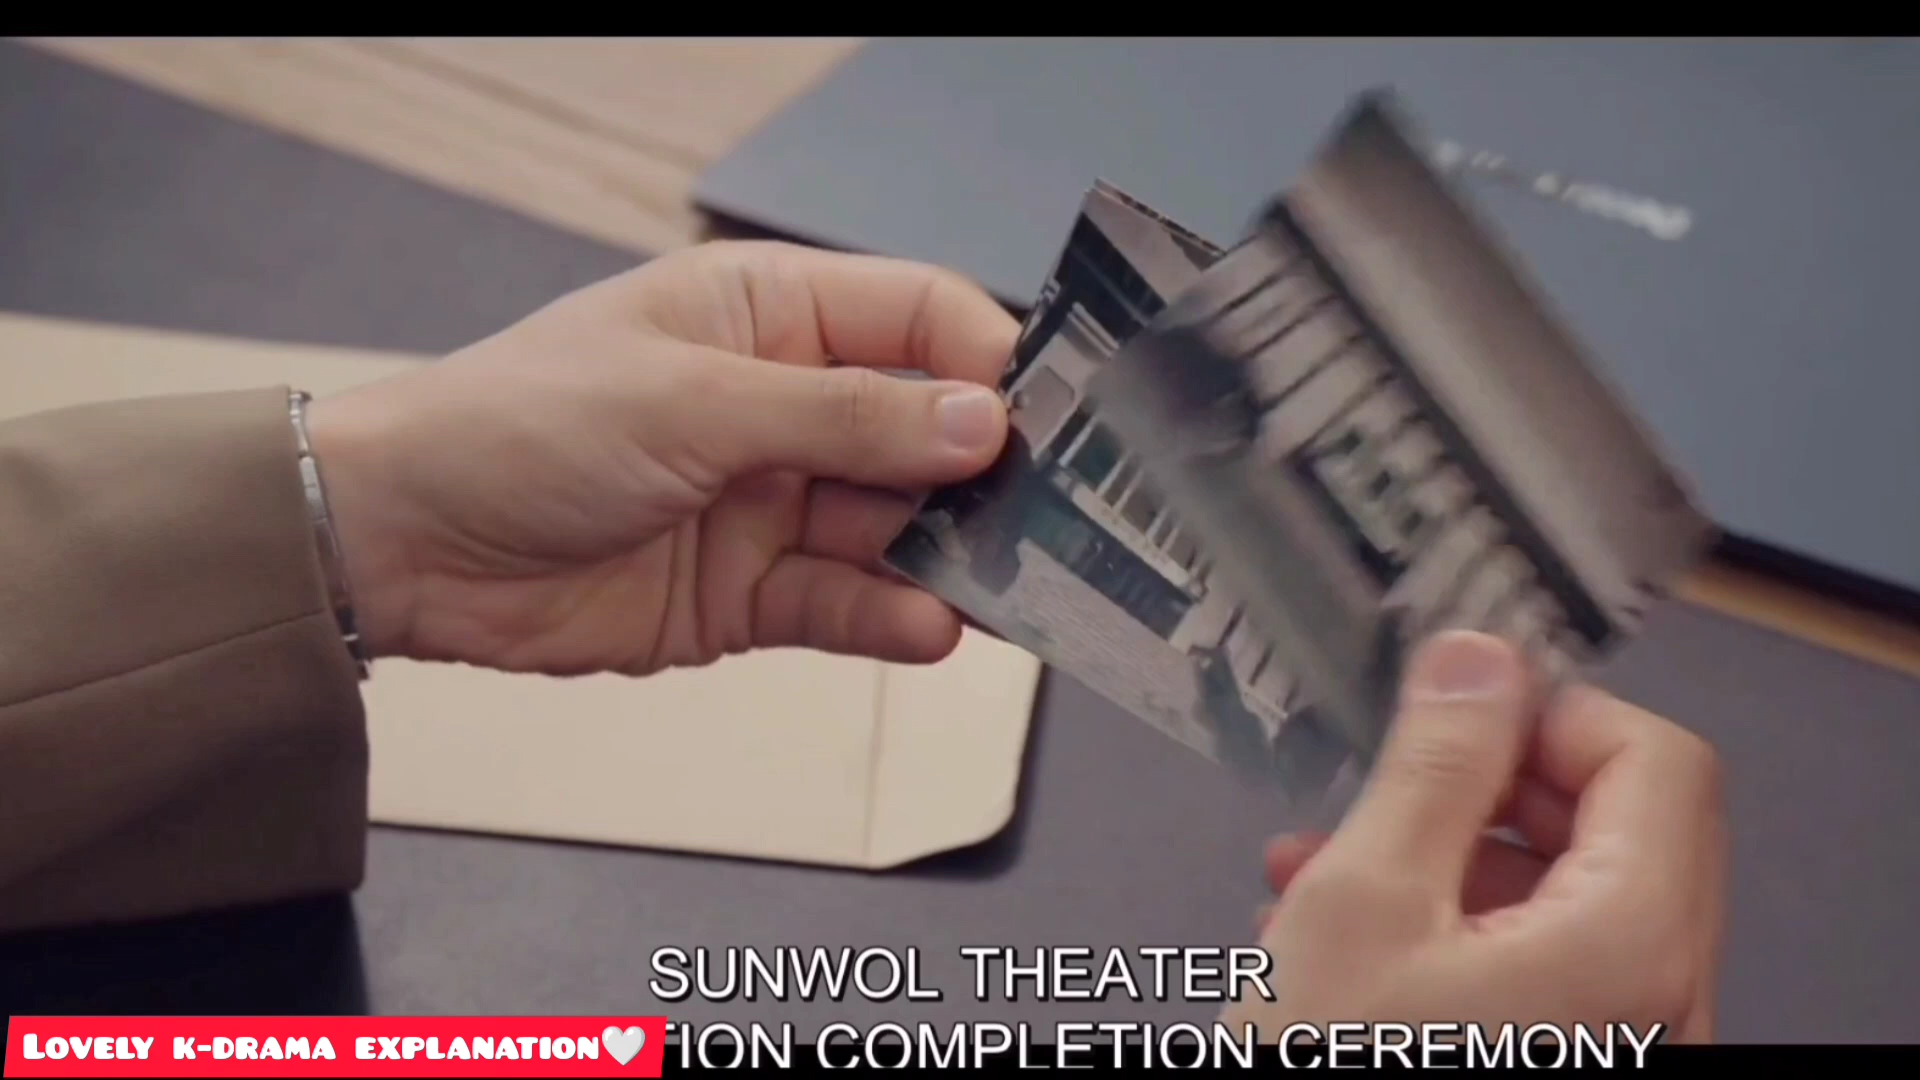 SUNWOL THEATER
TION COMPLETION CEREMONY
LOVELY K-DRAMA EXPLANATION🤍